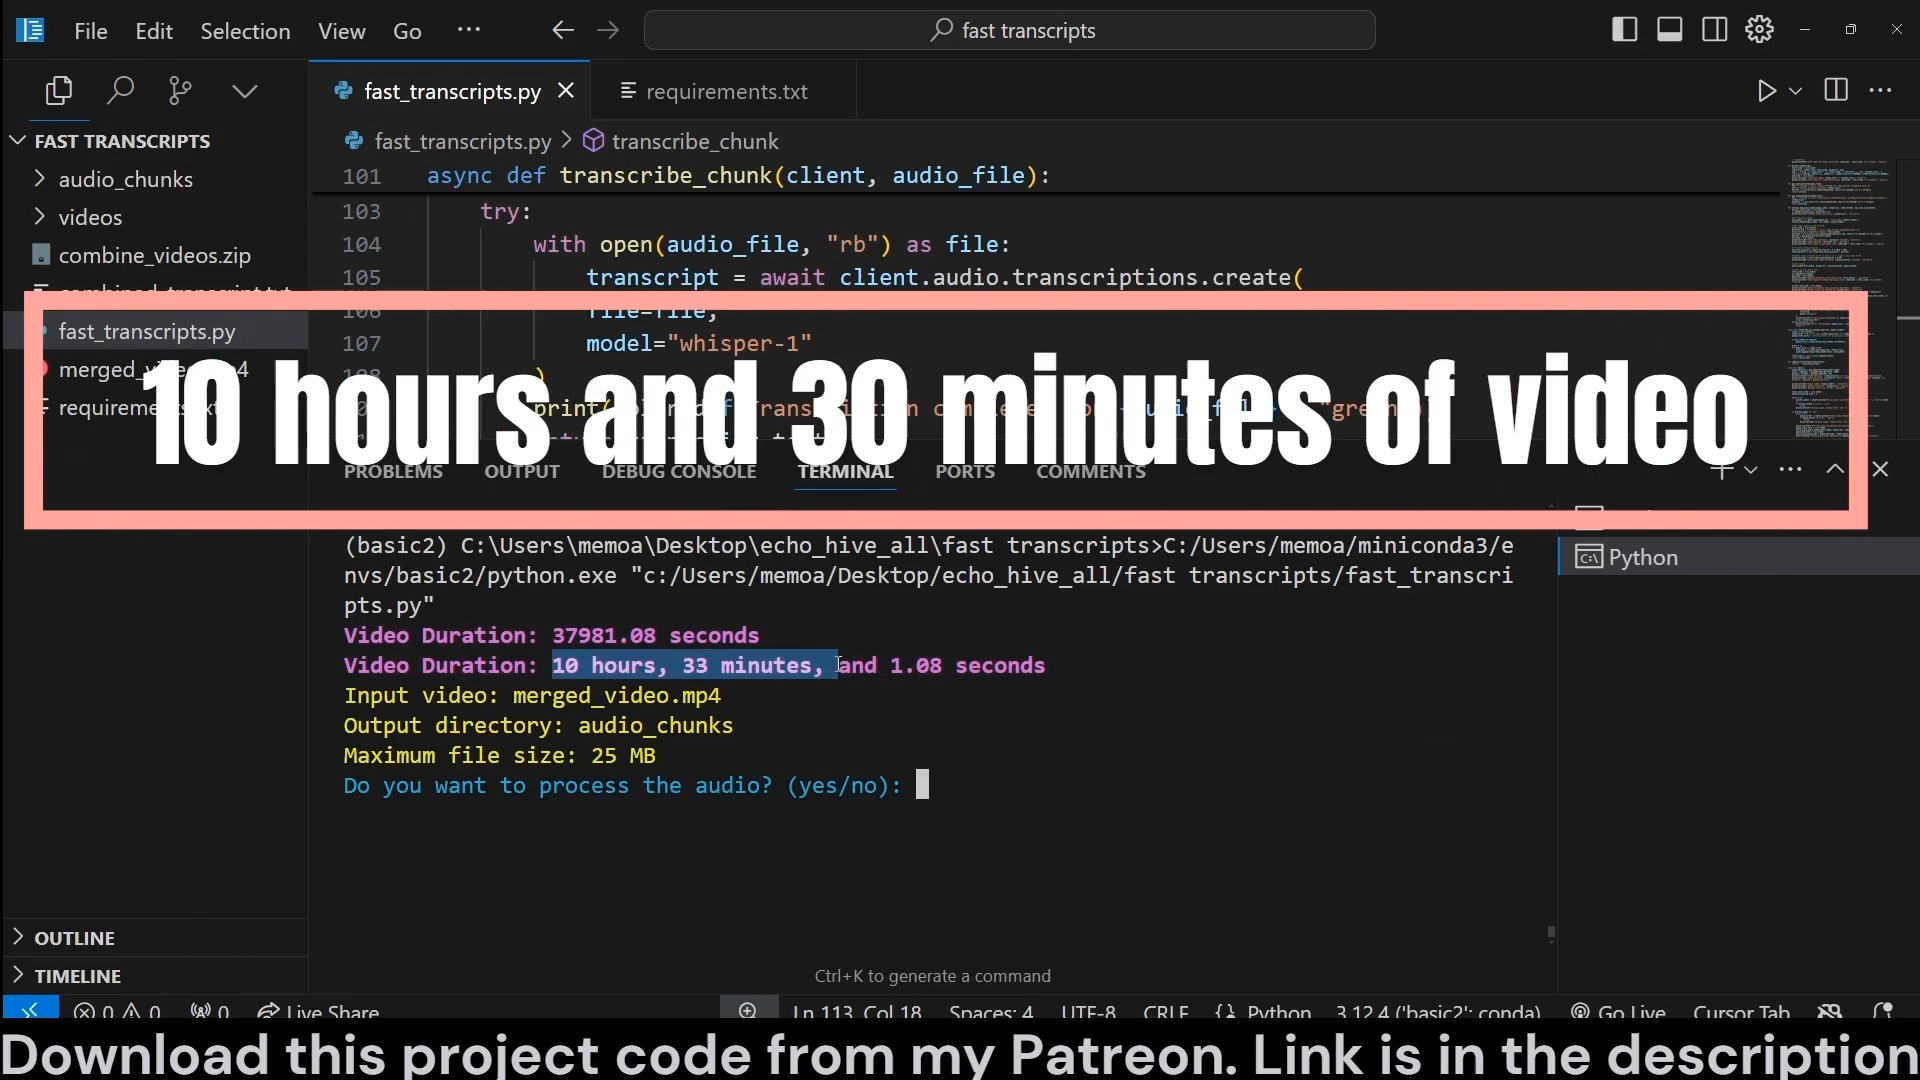 File Edit Selection View Go ··· fast transcripts
fast_transcripts.py requirements.txt
FAST TRANSCRIPTS
audio_chunks
videos
combine_videos.zip
fast_transcripts.py
fast_transcripts.py > transcribe_chunk
101 async def transcribe_chunk(client, audio_file):
103 try:
104 with open(audio_file, "rb") as file:
105 transcript = await client.audio.transcriptions.create(
106 file=file,
107 model="whisper-1"
108 )
10 hours and 30 minutes of video
PROBLEMS OUTPUT DEBUG CONSOLE TERMINAL PORTS COMMENTS
(basic2) C:\Users\memoa\Desktop\echo_hive_all\fast transcripts>C:/Users/memoa/miniconda3/e
nvs/basic2/python.exe "c:/Users/memoa/Desktop/echo_hive_all/fast transcripts/fast_transcri
pts.py"
Video Duration: 37981.08 seconds
Video Duration: 10 hours, 33 minutes, and 1.08 seconds
Input video: merged_video.mp4
Output directory: audio_chunks
Maximum file size: 25 MB
Do you want to process the audio? (yes/no):
Python
OUTLINE
TIMELINE
Ctrl+K to generate a command
0 0 0 Live Share Ln 113, Col 18 Spaces: 4 UTF-8 CRLF Python 3.12.4 ('basic2': conda) Go Live Cursor Tab
Download this project code from my Patreon. Link is in the description